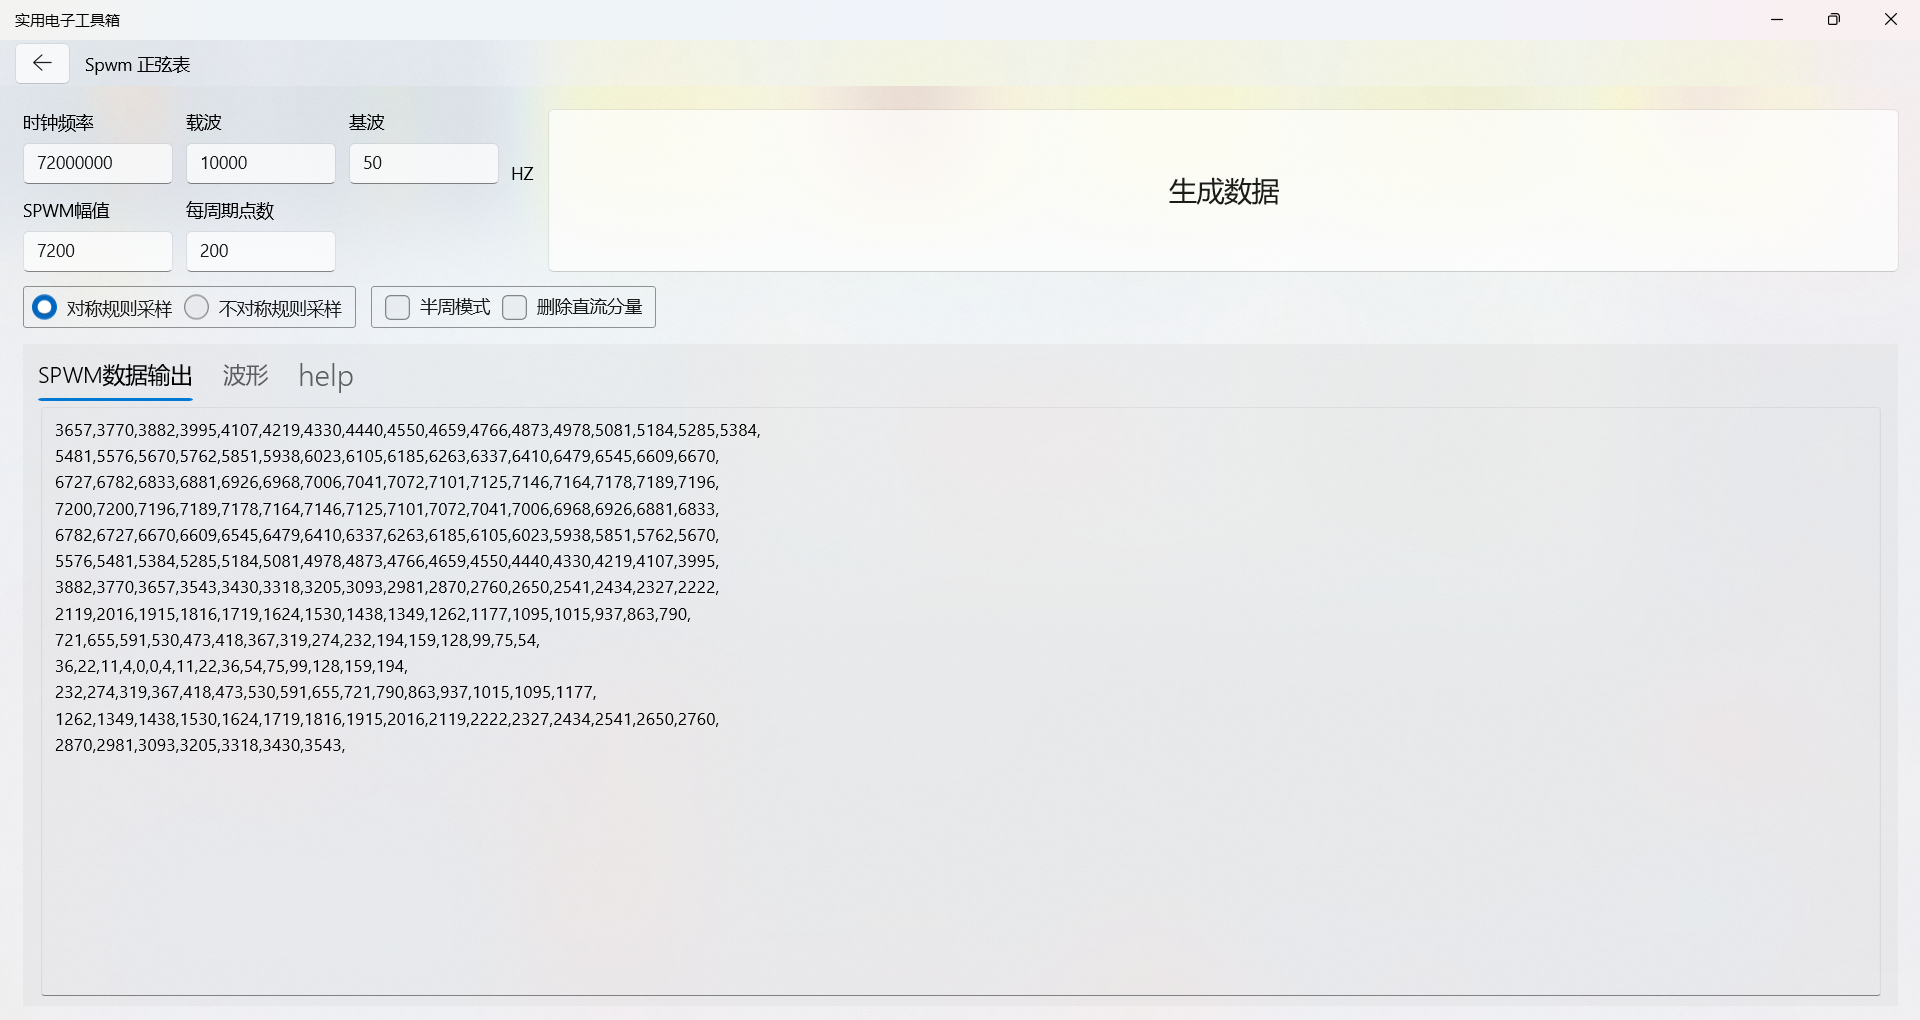 实用电子工具箱
Spwm 正弦表
时钟频率 载波 基波
72000000 10000 50 HZ
SPWM幅值 每周期点数
7200 200
生成数据
对称规则采样 不对称规则采样 半周模式 删除直流分量
SPWM数据输出 波形 help
3657,3770,3882,3995,4107,4219,4330,4440,4550,4659,4766,4873,4978,5081,5184,5285,5384,
5481,5576,5670,5762,5851,5938,6023,6105,6185,6263,6337,6410,6479,6545,6609,6670,
6727,6782,6833,6881,6926,6968,7006,7041,7072,7101,7125,7146,7164,7178,7189,7196,
7200,7200,7196,7189,7178,7164,7146,7125,7101,7072,7041,7006,6968,6926,6881,6833,
6782,6727,6670,6609,6545,6479,6410,6337,6263,6185,6105,6023,5938,5851,5762,5670,
5576,5481,5384,5285,5184,5081,4978,4873,4766,4659,4550,4440,4330,4219,4107,3995,
3882,3770,3657,3543,3430,3318,3205,3093,2981,2870,2760,2650,2541,2434,2327,2222,
2119,2016,1915,1816,1719,1624,1530,1438,1349,1262,1177,1095,1015,937,863,790,
721,655,591,530,473,418,367,319,274,232,194,159,128,99,75,54,
36,22,11,4,0,0,4,11,22,36,54,75,99,128,159,194,
232,274,319,367,418,473,530,591,655,721,790,863,937,1015,1095,1177,
1262,1349,1438,1530,1624,1719,1816,1915,2016,2119,2222,2327,2434,2541,2650,2760,
2870,2981,3093,3205,3318,3430,3543,